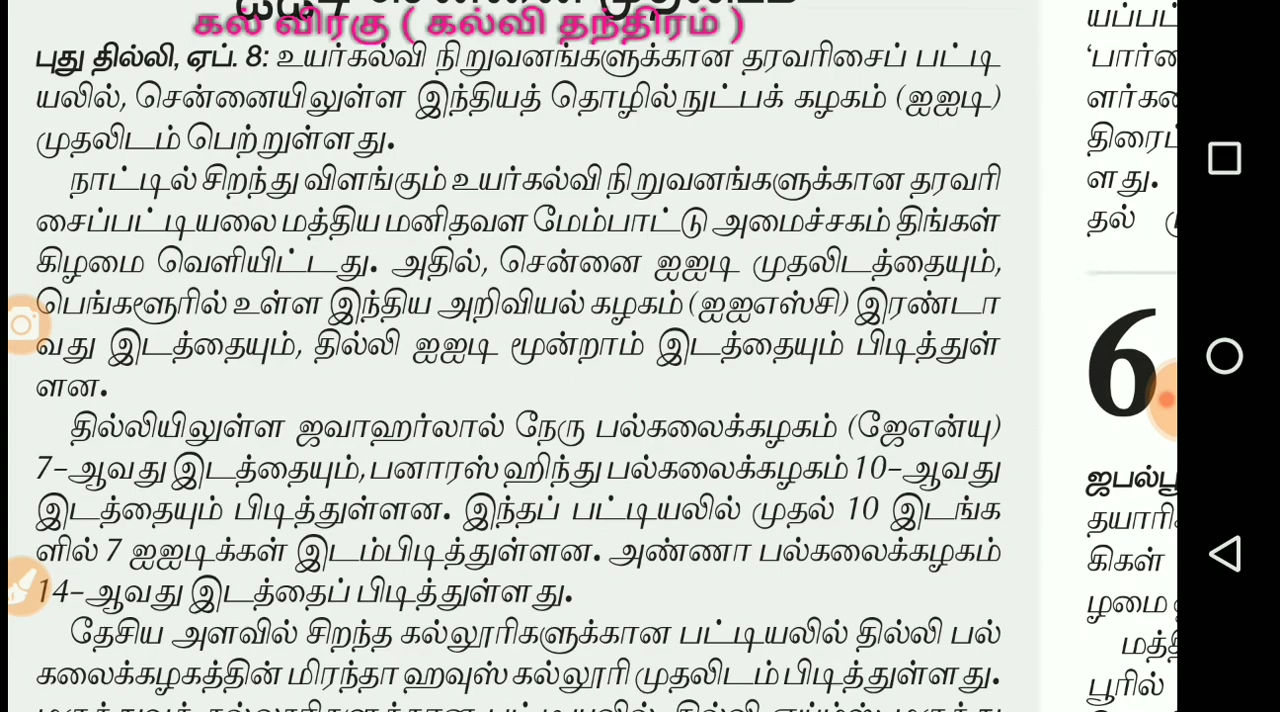 கல் விரகு ( கல்வி தந்திரம் )
புது தில்லி, ஏப். 8: உயர்கல்வி நிறுவனங்களுக்கான தரவரிசைப் பட்டி
யலில், சென்னையிலுள்ள இந்தியத் தொழில்நுட்பக் கழகம் (ஐஐடி)
முதலிடம் பெற்றுள்ளது.
நாட்டில் சிறந்து விளங்கும் உயர்கல்வி நிறுவனங்களுக்கான தரவரி
சைப்பட்டியலை மத்திய மனிதவள மேம்பாட்டு அமைச்சகம் திங்கள்
கிழமை வெளியிட்டது. அதில், சென்னை ஐஐடி முதலிடத்தையும்,
பெங்களூரில் உள்ள இந்திய அறிவியல் கழகம் (ஐஐஎஸ்சி) இரண்டா
வது இடத்தையும், தில்லி ஐஐடி மூன்றாம் இடத்தையும் பிடித்துள்
ளன.
தில்லியிலுள்ள ஜவாஹர்லால் நேரு பல்கலைக்கழகம் (ஜேஎன்யு)
7-ஆவது இடத்தையும், பனாரஸ் ஹிந்து பல்கலைக்கழகம் 10-ஆவது
இடத்தையும் பிடித்துள்ளன. இந்தப் பட்டியலில் முதல் 10 இடங்க
ளில் 7 ஐஐடிக்கள் இடம்பிடித்துள்ளன. அண்ணா பல்கலைக்கழகம்
14-ஆவது இடத்தைப் பிடித்துள்ளது.
தேசிய அளவில் சிறந்த கல்லூரிகளுக்கான பட்டியலில் தில்லி பல்
கலைக்கழகத்தின் மிரந்தா ஹவுஸ் கல்லூரி முதலிடம் பிடித்துள்ளது.
ளது.
தல்
6
கிகள்
பூரில்